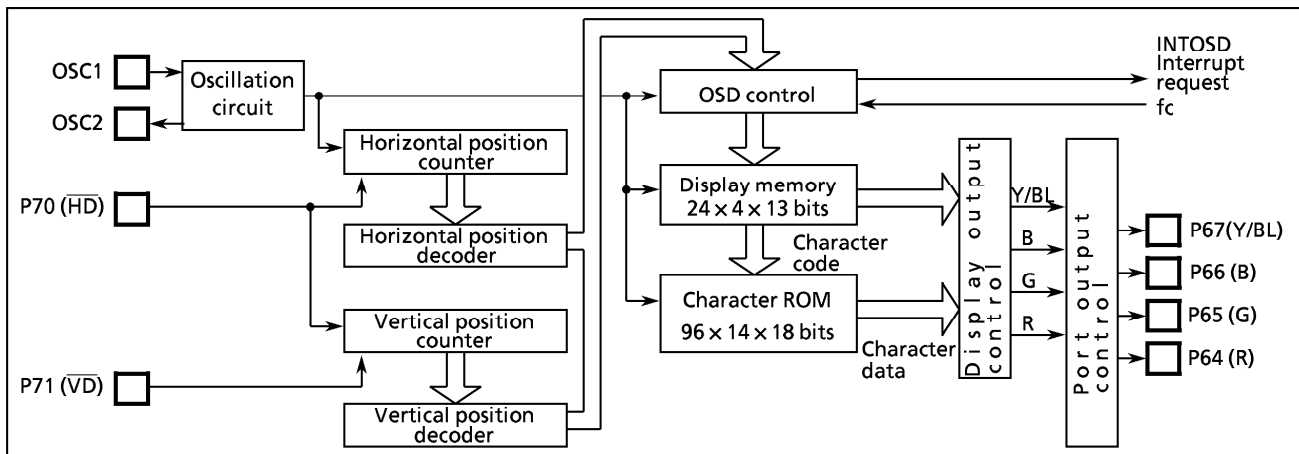 OSC1
OSC2
Oscillation
circuit
P70 (HD)
P71 (VD)
Horizontal position
counter
Horizontal position
decoder
Vertical position
counter
Vertical position
decoder
OSD control
INTOSD
Interrupt
request
fc
Display memory
24 × 4 × 13 bits
Character
code
Character ROM
96 × 14 × 18 bits
Character
data
Display output
control
Y/BL
B
G
R
Port output
control
P67(Y/BL)
P66 (B)
P65 (G)
P64 (R)